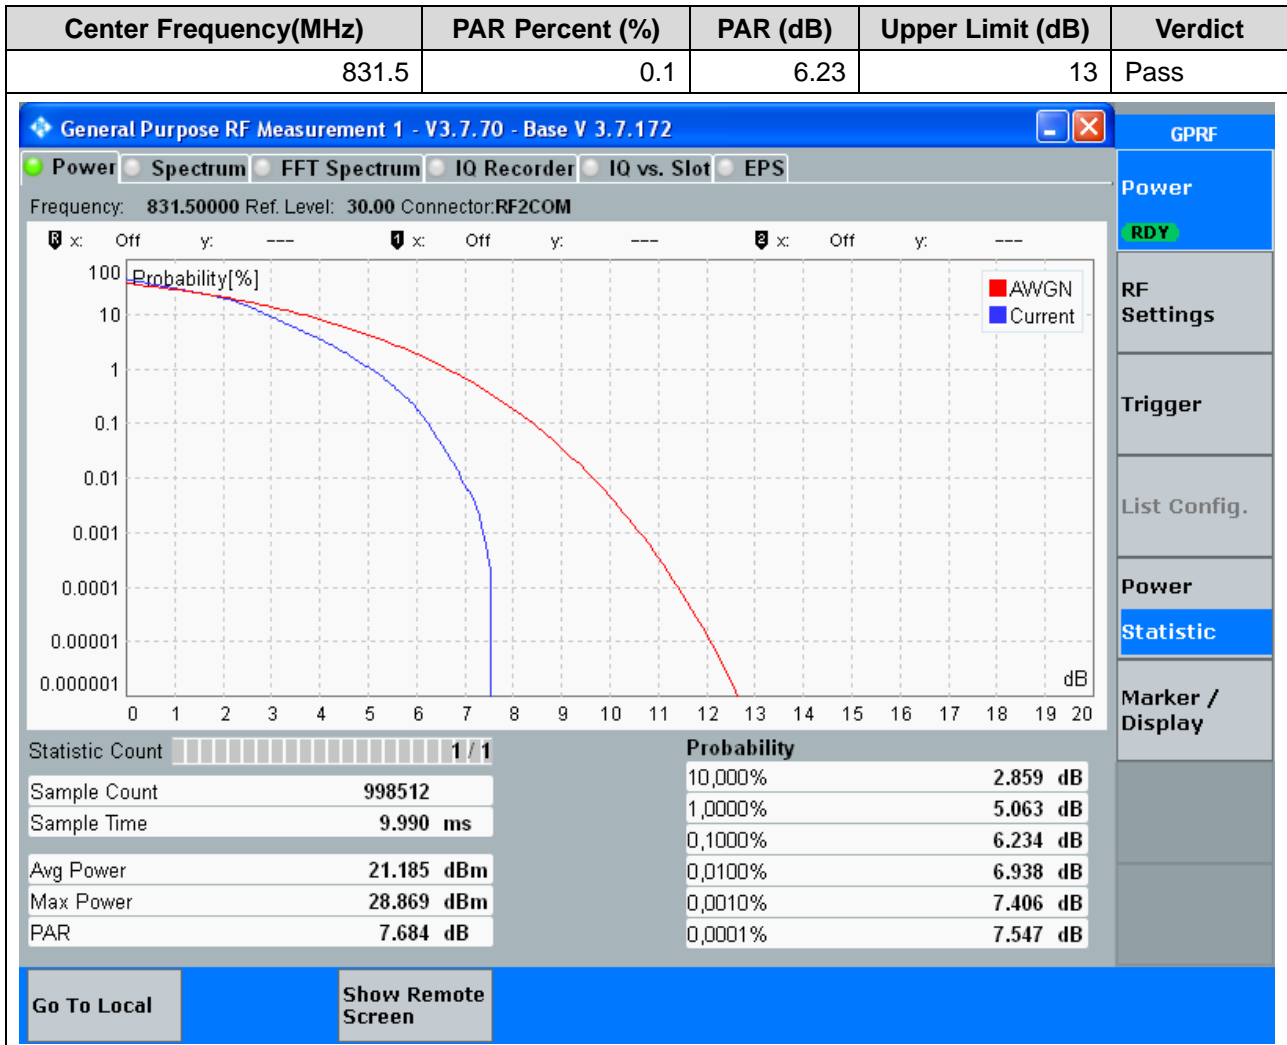 Center Frequency(MHz) PAR Percent (%) PAR (dB) Upper Limit (dB) Verdict
831.5 0.1 6.23 13 Pass
General Purpose RF Measurement 1 - V3.7.70 - Base V 3.7.172
GPRF
Power Spectrum FFT Spectrum IQ Recorder IQ vs. Slot EPS
Power
RDY
Frequency: 831.50000 Ref. Level: 30.00 Connector:RF2COM
R x: Off y: --- 1 x: Off y: --- 2 x: Off y: ---
Probability[%]
AWGN
Current
100
10
1
0.1
0.01
0.001
0.0001
0.00001
0.000001
dB
0 1 2 3 4 5 6 7 8 9 10 11 12 13 14 15 16 17 18 19 20
RF
Settings
Trigger
List Config.
Power
Statistic
Marker /
Display
Statistic Count 1 / 1
Sample Count 998512
Sample Time 9.990 ms
Avg Power 21.185 dBm
Max Power 28.869 dBm
PAR 7.684 dB
Probability
10,000% 2.859 dB
1,0000% 5.063 dB
0,1000% 6.234 dB
0,0100% 6.938 dB
0,0010% 7.406 dB
0,0001% 7.547 dB
Go To Local
Show Remote
Screen